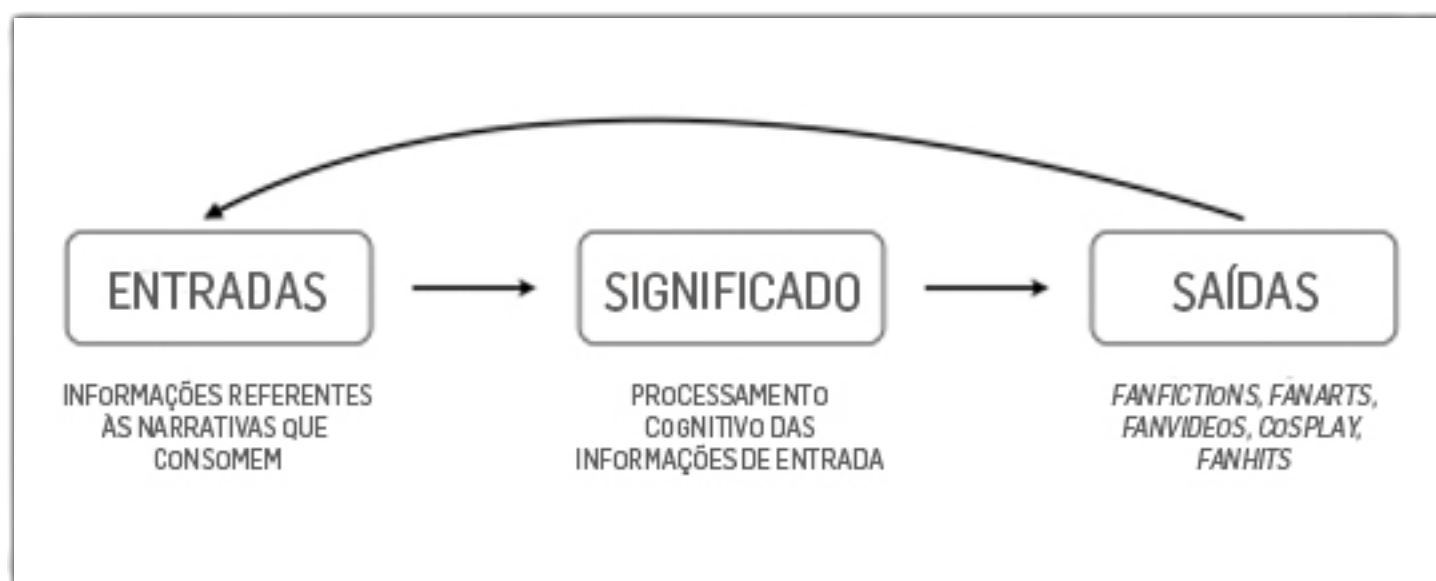 ENTRADAS
SIGNIFICADO
SAÍDAS
INFORMAÇÕES REFERENTES
ÀS NARRATIVAS QUE
CONSOMEM
PROCESSAMENTO
COGNITIVO DAS
INFORMAÇÕES DE ENTRADA
FANFICTIONS, FANARTS,
FANVIDEOS, COSPLAY,
FANHITS